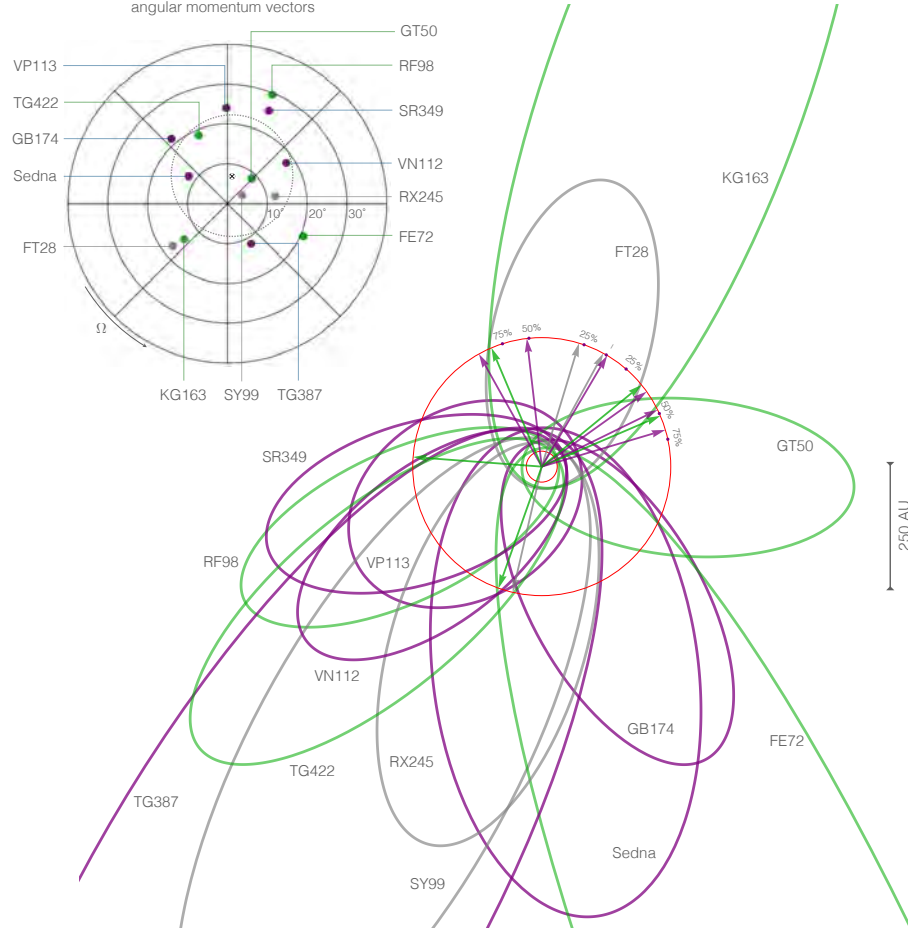 angular momentum vectors
GT50
VP113
RF98
TG422
SR349
GB174
VN112
Sedna
RX245
10°
20°
30°
FT28
FE72
Ω
KG163
SY99
TG387
KG163
FT28
75%
50%
25%
25%
50%
75%
GT50
SR349
250 AU
RF98
VP113
VN112
GB174
FE72
TG422
RX245
TG387
Sedna
SY99